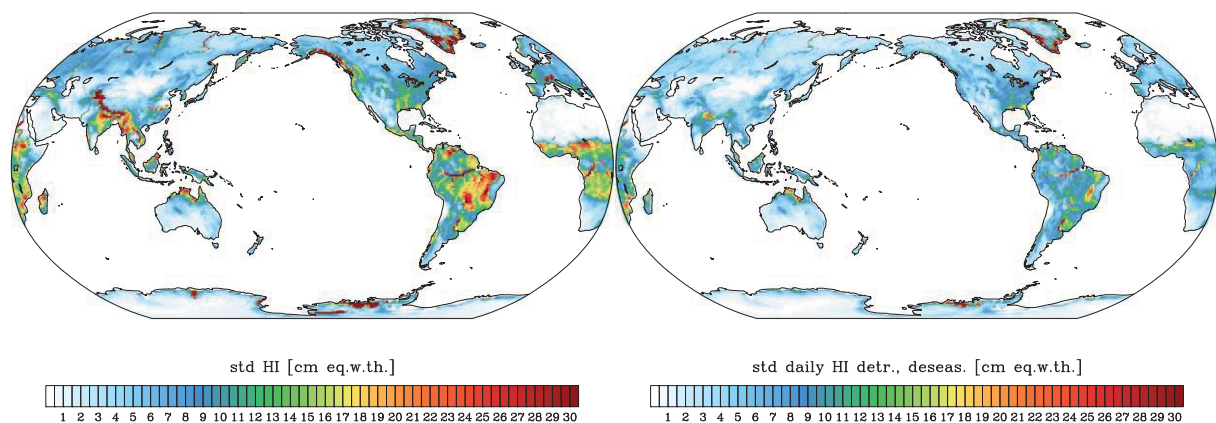 std HI [cm eq.w.th.]
1 2 3 4 5 6 7 8 9 10 11 12 13 14 15 16 17 18 19 20 21 22 23 24 25 26 27 28 29 30
std daily HI detr., deseas. [cm eq.w.th.]
1 2 3 4 5 6 7 8 9 10 11 12 13 14 15 16 17 18 19 20 21 22 23 24 25 26 27 28 29 30